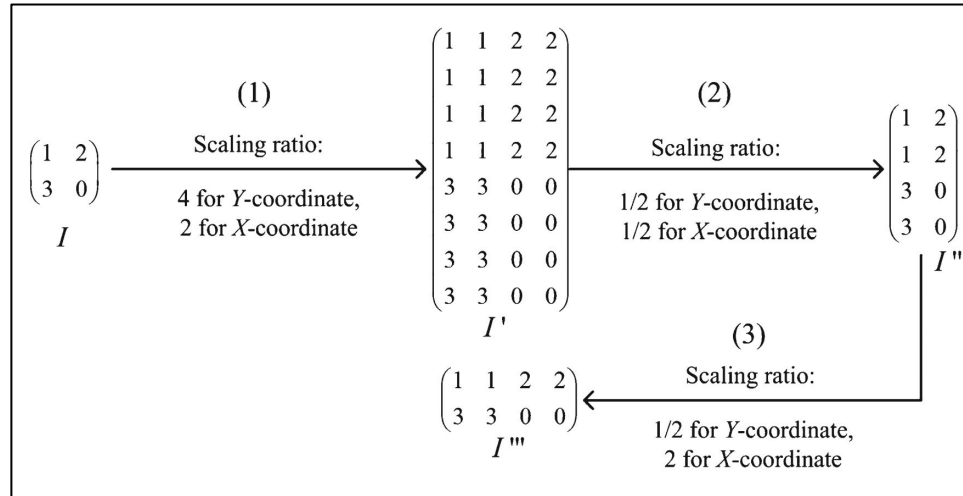 (1)
Scaling ratio:
4 for Y-coordinate,
2 for X-coordinate
1 2
3 0
I
1 1 2 2
1 1 2 2
1 1 2 2
1 1 2 2
3 3 0 0
3 3 0 0
3 3 0 0
3 3 0 0
I'
(2)
Scaling ratio:
1/2 for Y-coordinate,
1/2 for X-coordinate
1 2
1 2
3 0
3 0
I"
(3)
Scaling ratio:
1/2 for Y-coordinate,
2 for X-coordinate
1 1 2 2
3 3 0 0
I'''